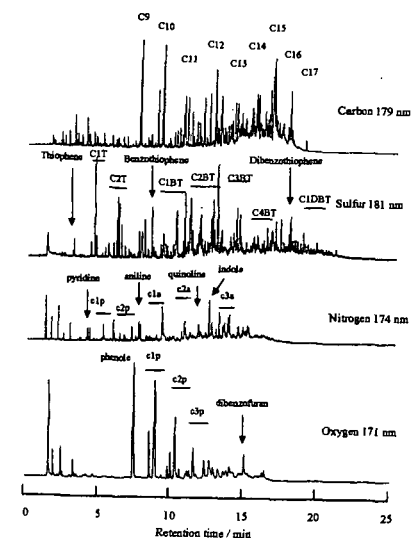 C9
C10
C11
C12
C13
C14
C15
C16
C17
Carbon 179 nm
Thiophene
C1T
C2T
Benzothiophene
C1BT
C2BT
C3BT
C4BT
Dibenzothiophene
C1DBT
Sulfur 181 nm
pyridine
c1p
c2p
aniline
c1a
c2a
quinoline
indole
c3a
Nitrogen 174 nm
phenole
c1p
c2p
c3p
dibenzofuran
Oxygen 171 nm
0 5 10 15 20 25
Retention time / min